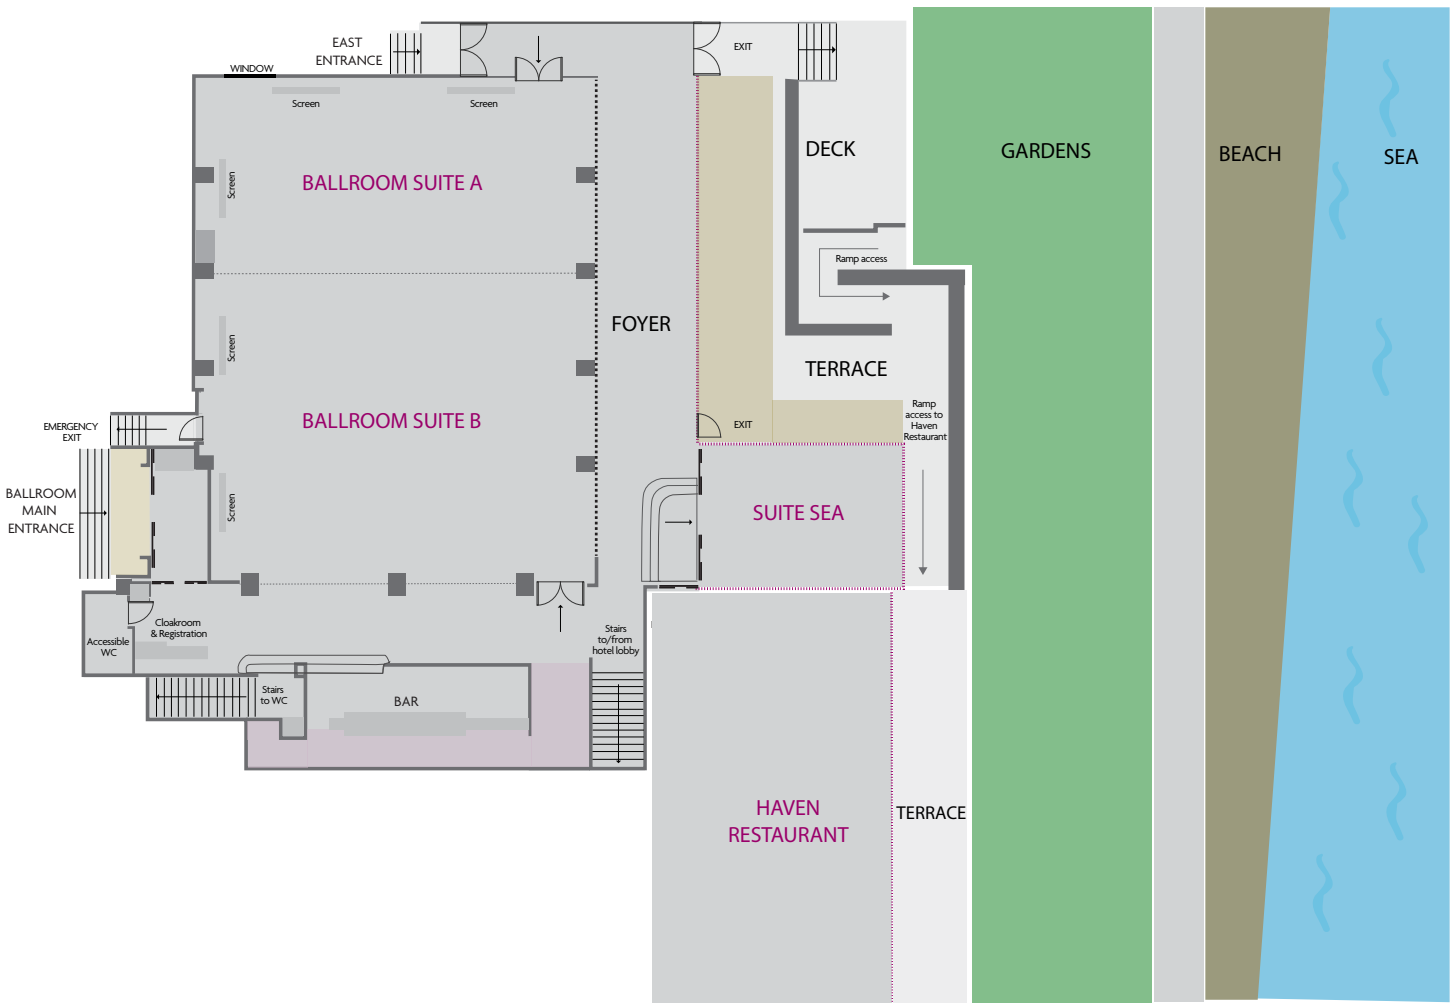 EAST
ENTRANCE
EXIT
WINDOW
Screen
Screen
DECK
GARDENS
BEACH
SEA
BALLROOM SUITE A
Screen
Ramp access
FOYER
Screen
TERRACE
BALLROOM SUITE B
Ramp
access to
Haven
Restaurant
EMERGENCY
EXIT
EXIT
BALLROOM
MAIN
ENTRANCE
Screen
SUITE SEA
Cloakroom
& Registration
Accessible
WC
Stairs
to/from
hotel lobby
Stairs
to WC
BAR
HAVEN
RESTAURANT
TERRACE